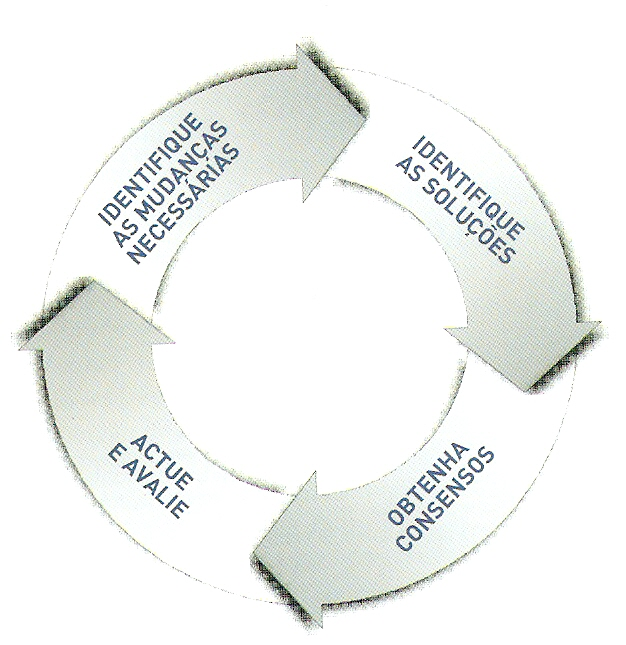 IDENTIFIQUE
AS MUDANÇAS
NECESSÁRIAS
IDENTIFIQUE
AS SOLUÇÕES
OBTENHA
CONSENSOS
ACTUE
E AVALIE